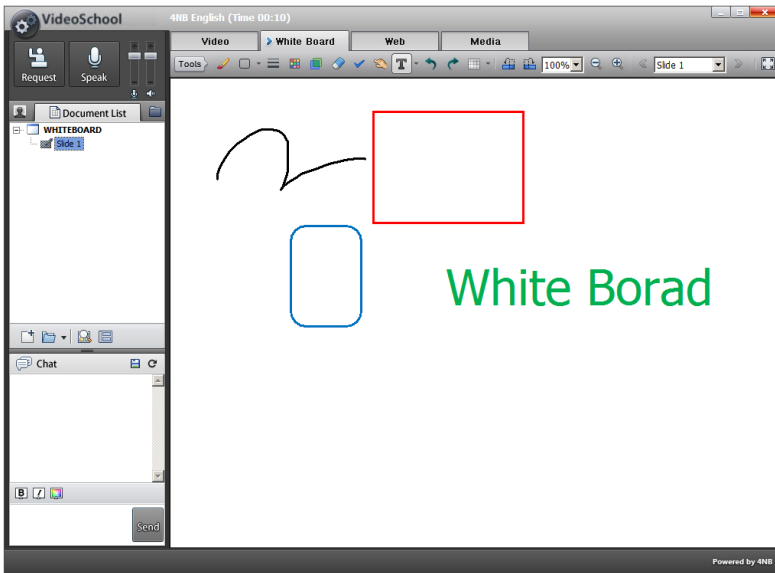 VideoSchool
4NB English (Time 00:10)
Video
White Board
Web
Media
Request
Speak
Tools
T
100%
Slide 1
Document List
WHITEBOARD
Slide 1
White Borad
Chat
B I
Send
Powered by 4NB